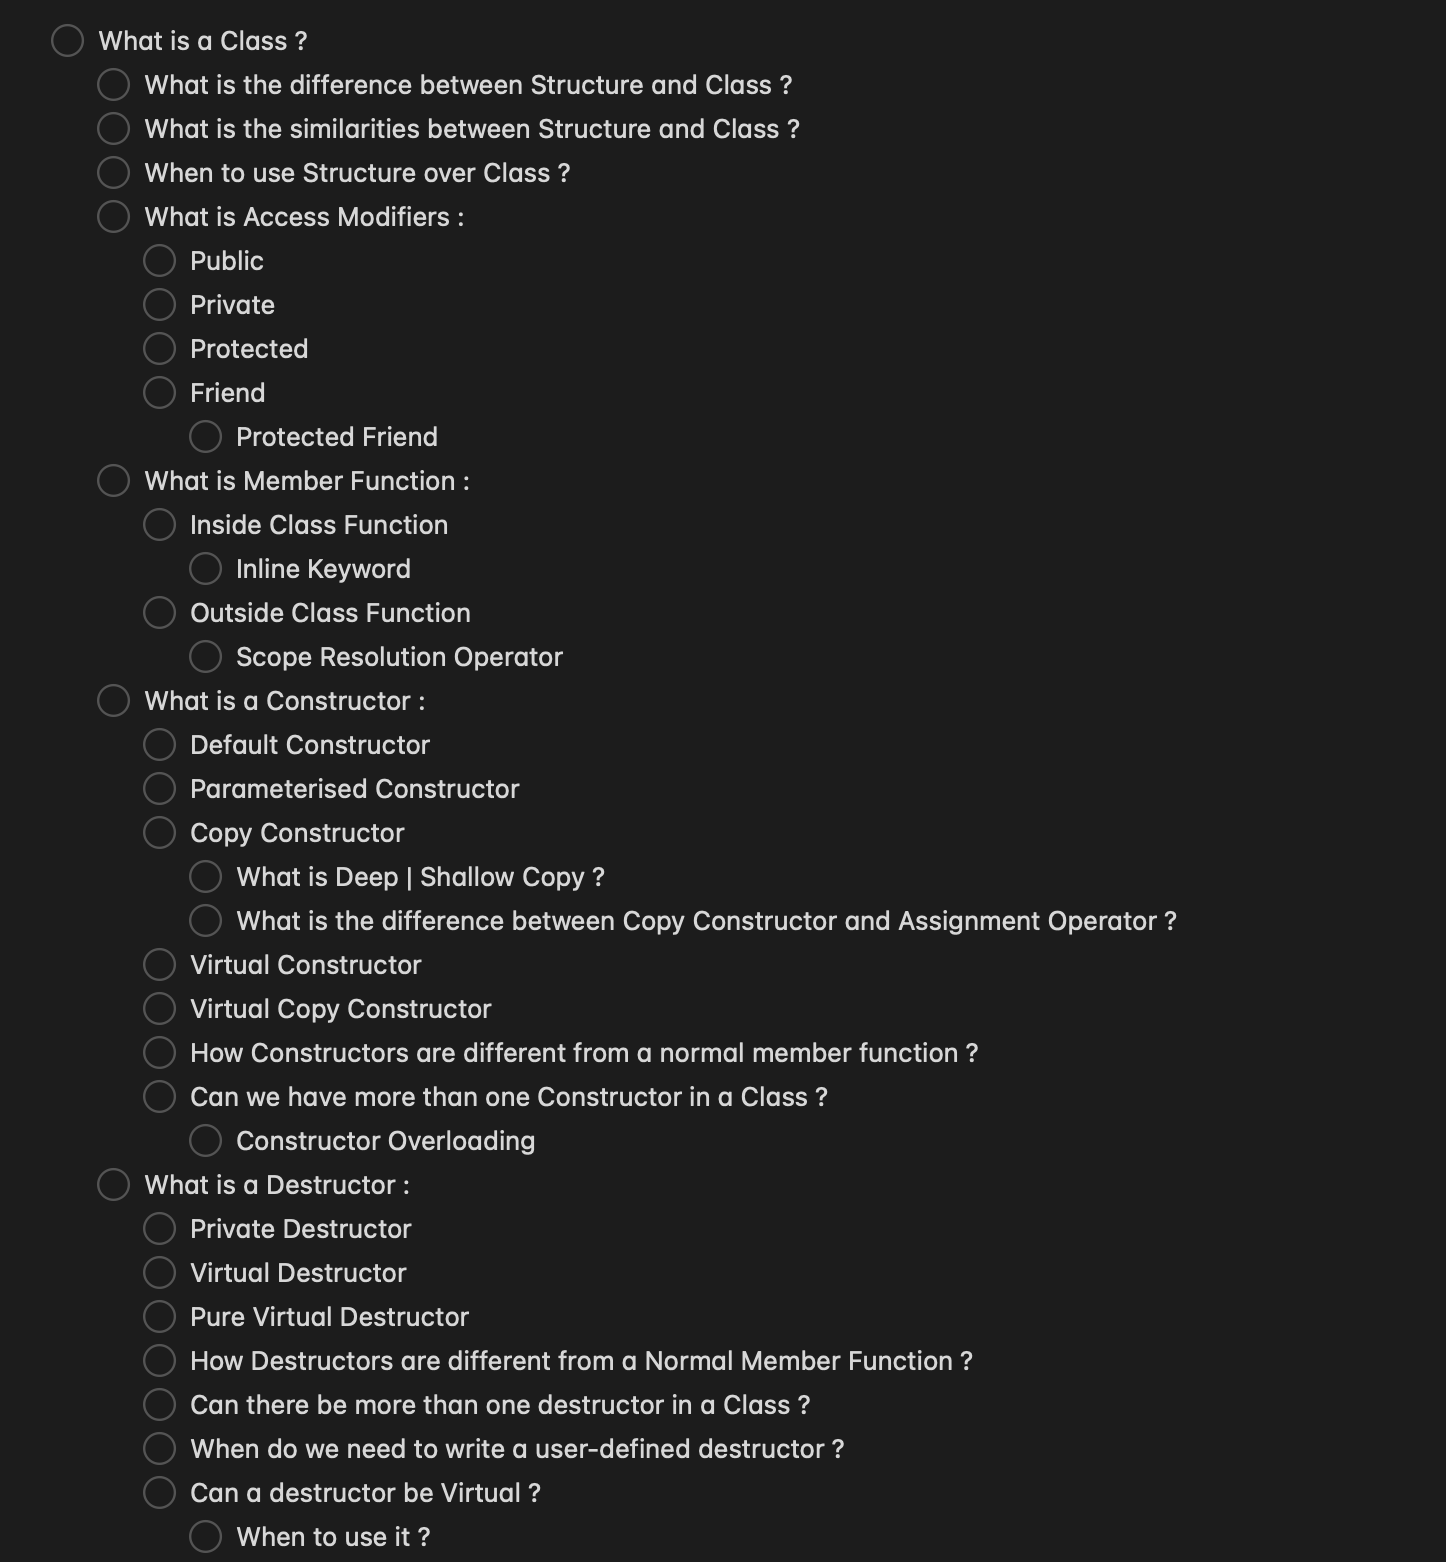 What is a Class ?
What is the difference between Structure and Class ?
What is the similarities between Structure and Class ?
When to use Structure over Class ?
What is Access Modifiers :
Public
Private
Protected
Friend
Protected Friend
What is Member Function :
Inside Class Function
Inline Keyword
Outside Class Function
Scope Resolution Operator
What is a Constructor :
Default Constructor
Parameterised Constructor
Copy Constructor
What is Deep | Shallow Copy ?
What is the difference between Copy Constructor and Assignment Operator ?
Virtual Constructor
Virtual Copy Constructor
How Constructors are different from a normal member function ?
Can we have more than one Constructor in a Class ?
Constructor Overloading
What is a Destructor :
Private Destructor
Virtual Destructor
Pure Virtual Destructor
How Destructors are different from a Normal Member Function ?
Can there be more than one destructor in a Class ?
When do we need to write a user-defined destructor ?
Can a destructor be Virtual ?
When to use it ?